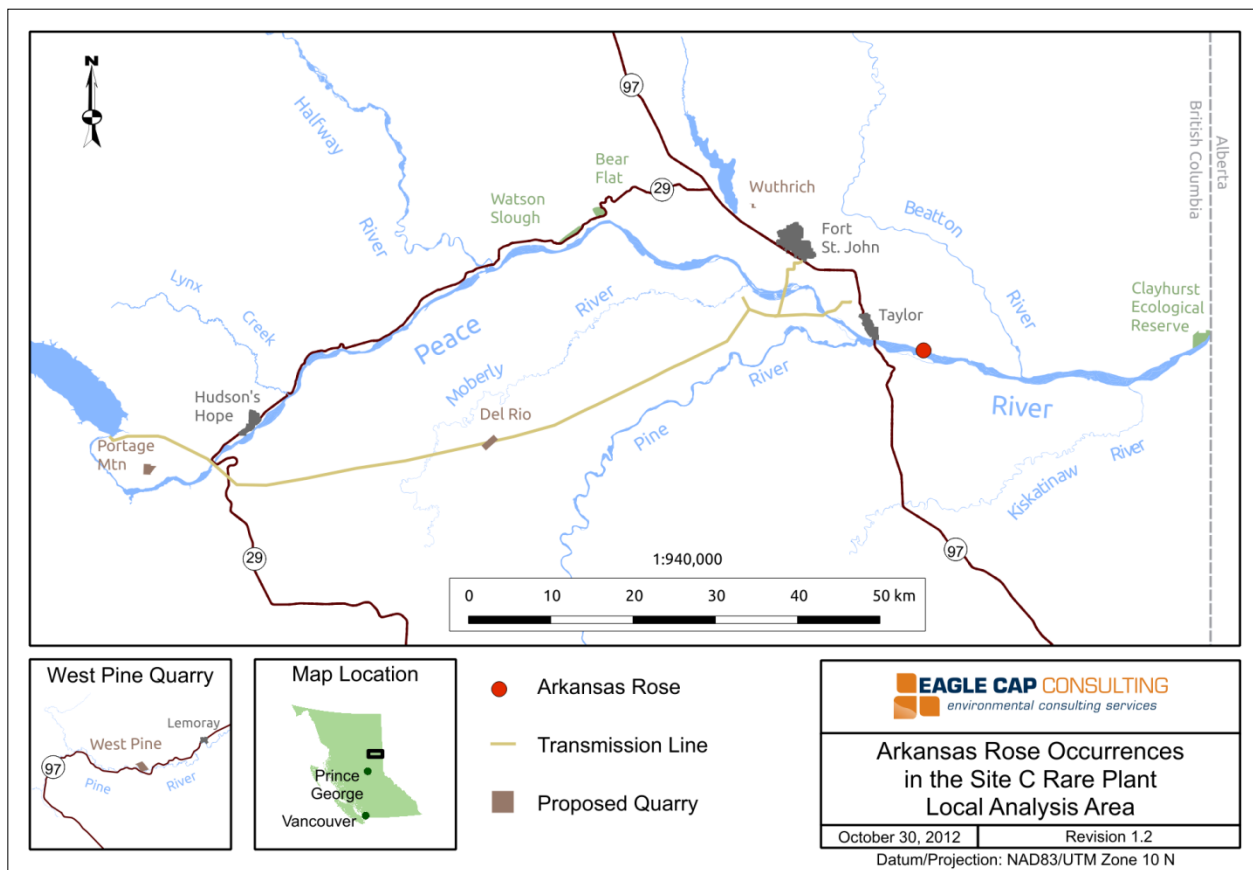 N
97
Halfway
River
Bear
Flat
29
Watson
Slough
Wuthrich
Fort
St. John
Beatton
River
Alberta
British Columbia
Lynx
Creek
Peace
River
Moberly
River
Pine
Taylor
Clayhurst
Ecological
Reserve
River
Hudson's
Hope
Del Rio
Portage
Mtn
Kiskatinaw
River
29
97
1:940,000
0 10 20 30 40 50 km
West Pine Quarry
Lemoray
West Pine
97
Pine
River
Map Location
Prince
George
Vancouver
Arkansas Rose
Transmission Line
Proposed Quarry
EAGLE CAP CONSULTING
environmental consulting services
Arkansas Rose Occurrences
in the Site C Rare Plant
Local Analysis Area
October 30, 2012
Revision 1.2
Datum/Projection: NAD83/UTM Zone 10 N